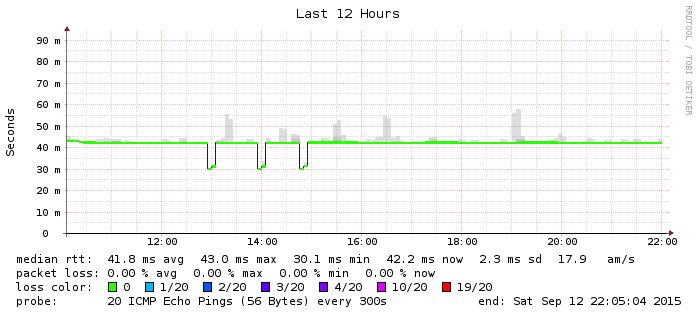 Last 12 Hours
RRDTOOL / TOBI OETIKER
Seconds
90 m
80 m
70 m
60 m
50 m
40 m
30 m
20 m
10 m
0
12:00 14:00 16:00 18:00 20:00 22:00
median rtt: 41.8 ms avg 43.0 ms max 30.1 ms min 42.2 ms now 2.3 ms sd 17.9 am/s
packet loss: 0.00 % avg 0.00 % max 0.00 % min 0.00 % now
loss color: 0 1/20 2/20 3/20 4/20 10/20 19/20
probe: 20 ICMP Echo Pings (56 Bytes) every 300s end: Sat Sep 12 22:05:04 2015